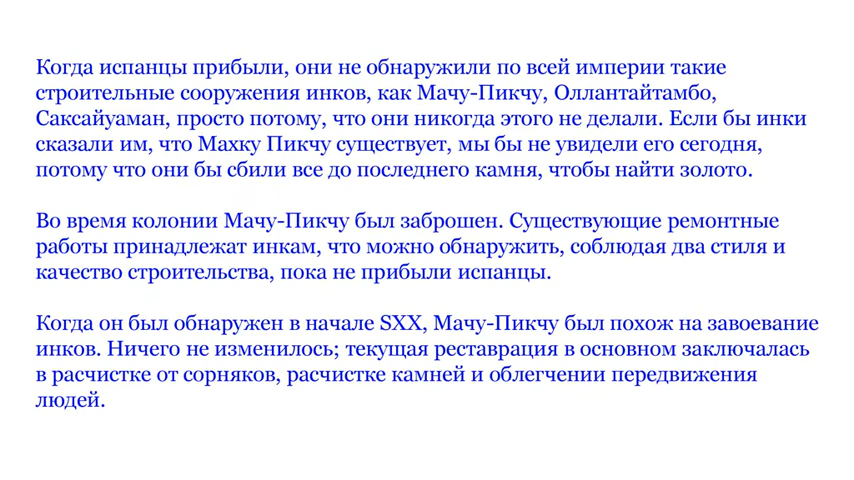 Когда испанцы прибыли, они не обнаружили по всей империи такие
строительные сооружения инков, как Мачу-Пикчу, Оллантайтамбо,
Саксайуаман, просто потому, что они никогда этого не делали. Если бы инки
сказали им, что Махку Пикчу существует, мы бы не увидели его сегодня,
потому что они бы сбили все до последнего камня, чтобы найти золото.
Во время колонии Мачу-Пикчу был заброшен. Существующие ремонтные
работы принадлежат инкам, что можно обнаружить, соблюдая два стиля и
качество строительства, пока не прибыли испанцы.
Когда он был обнаружен в начале SXX, Мачу-Пикчу был похож на завоевание
инков. Ничего не изменилось; текущая реставрация в основном заключалась
в расчистке от сорняков, расчистке камней и облегчении передвижения
людей.